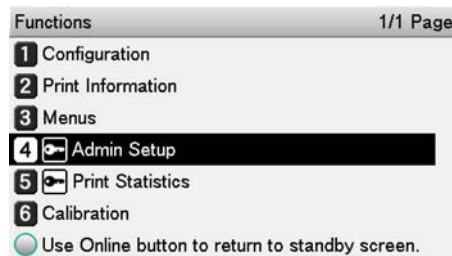 Functions 1/1 Page
1 Configuration
2 Print Information
3 Menus
4 Admin Setup
5 Print Statistics
6 Calibration
Use Online button to return to standby screen.